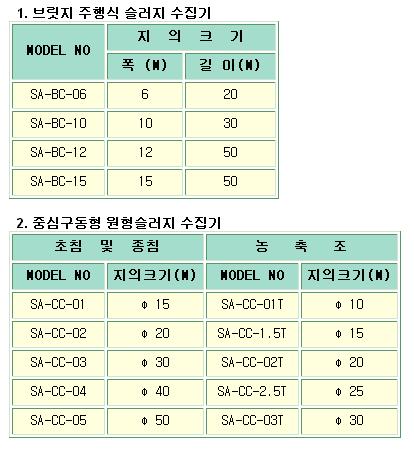 1. 브릿지 주행식 슬러지 수집기
MODEL NO 지 의 크 기
폭 (M) 길 이(M)
SA-BC-06 6 20
SA-BC-10 10 30
SA-BC-12 12 50
SA-BC-15 15 50
2. 중심구동형 원형슬러지 수집기
초침 및 종침 농 축 조
MODEL NO 지의크기(M) MODEL NO 지의크기(M)
SA-CC-01 φ 15 SA-CC-01T φ 10
SA-CC-02 φ 20 SA-CC-1.5T φ 15
SA-CC-03 φ 30 SA-CC-02T φ 20
SA-CC-04 φ 40 SA-CC-2.5T φ 25
SA-CC-05 φ 50 SA-CC-03T φ 30